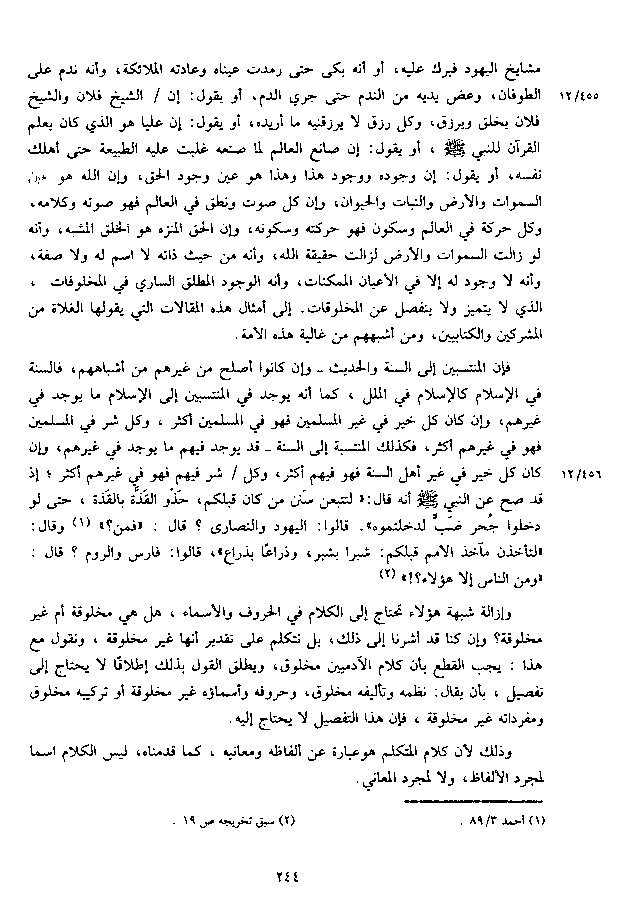 مشايخ اليهود فبرك عليه، أو أنه بكى حتى رمدت عيناه وعادته الملائكة، وأنه ندم على
١٢/٤٥٥ الطوفان، وعض يديه من الندم حتى جرى الدم، أو يقول: إن / الشيخ فلان والشيخ
فلان يخلق ويرزق، وكل رزق لا يرزقنيه ما أريده، أو يقول: إن عليا هو الذي كان يعلم
القرآن للنبي ﷺ ، أو يقول: إن صانع العالم لما صنعه غلبت عليه الطبيعة حتى أهلك
نفسه، أو يقول: إن وجوده ووجود هذا وهذا هو عين وجود الحق، وإن الله هو عين
السموات والأرض والنبات والحيوان، وإن كل صوت ونطق في العالم فهو صوته وكلامه،
وكل حركة في العالم وسكون فهو حركته وسكونه، وإن الحق المنزه هو الخلق المشبه، وأنه
لو زالت السموات والأرض لزالت حقيقة الله، وأنه من حيث ذاته لا اسم له ولا صفة،
وأنه لا وجود له إلا في الأعيان الممكنات، وأنه الوجود المطلق الساري في المخلوقات ،
الذي لا يتميز ولا ينفصل عن المخلوقات. إلى أمثال هذه المقالات التي يقولها الغلاة من
المشركين والكتابيين، ومن أشبههم من غالية هذه الأمة.
فإن المنتسبين إلى السنة والحديث ـ وإن كانوا أصلح من غيرهم من أشباههم، فالسنة
في الإسلام كالإسلام في الملل ، كما أنه يوجد في المنتسبين إلى الإسلام ما يوجد في
غيرهم، وإن كان كل خير في غير المسلمين فهو في المسلمين أكثر ، وكل شر في المسلمين
فهو في غيرهم أكثر، فكذلك المنتسبة إلى السنة ـ قد يوجد فيهم ما يوجد في غيرهم، وإن
١٢/٤٥٦ كان كل خير في غير أهل السنة فهو فيهم أكثر، وكل / شر فيهم فهو في غيرهم أكثر ؛ إذ
قد صح عن النبي ﷺ أنه قال:« لتتبعن سَنَن من كان قبلكم، حَذْو القُذَّة بالقُذَّة ، حتى لو
دخلوا جُحر ضَبٍّ لدخلتموه». قالوا: اليهود والنصارى ؟ قال : «فمن؟» (١) وقال:
«لتأخذن مآخذ الأمم قبلكم: شبرا بشبر، وذراعًا بذراع»، قالوا: فارس والروم ؟ قال :
«ومن الناس إلا هؤلاء؟!» (٢)
وإزالة شبهة هؤلاء تحتاج إلى الكلام في الحروف والأسماء ، هل هي مخلوقة أم غير
مخلوقة؟ وإن كنا قد أشرنا إلى ذلك، بل نتكلم على تقدير أنها غير مخلوقة ، ونقول مع
هذا : يجب القطع بأن كلام الآدميين مخلوق، ويطلق القول بذلك إطلاقًا لا يحتاج إلى
تفصيل ، بأن يقال: نظمه وتأليفه مخلوق، وحروفه وأسماؤه غير مخلوقة أو تركيبه مخلوق
ومفرداته غير مخلوقة ، فإن هذا التفصيل لا يحتاج إليه.
وذلك لأن كلام المتكلم هو عبارة عن ألفاظه ومعانيه ، كما قدمناه، ليس الكلام اسما
لمجرد الألفاظ، ولا لمجرد المعاني.
(١) أحمد ٣/ ٨٩ . (٢) سبق تخريجه ص ١٩ .
٢٤٤